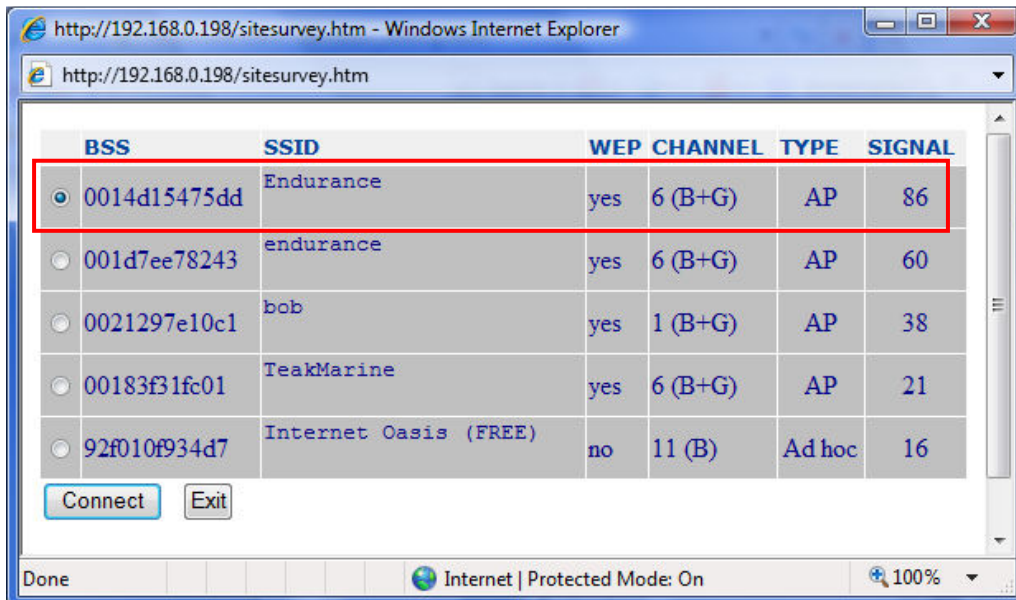 http://192.168.0.198/sitesurvey.htm - Windows Internet Explorer
http://192.168.0.198/sitesurvey.htm
BSS SSID WEP CHANNEL TYPE SIGNAL
0014d15475dd Endurance yes 6 (B+G) AP 86
001d7ee78243 endurance yes 6 (B+G) AP 60
0021297e10c1 bob yes 1 (B+G) AP 38
00183f31fc01 TeakMarine yes 6 (B+G) AP 21
92f010f934d7 Internet Oasis (FREE) no 11 (B) Ad hoc 16
Connect Exit
Done Internet | Protected Mode: On 100%